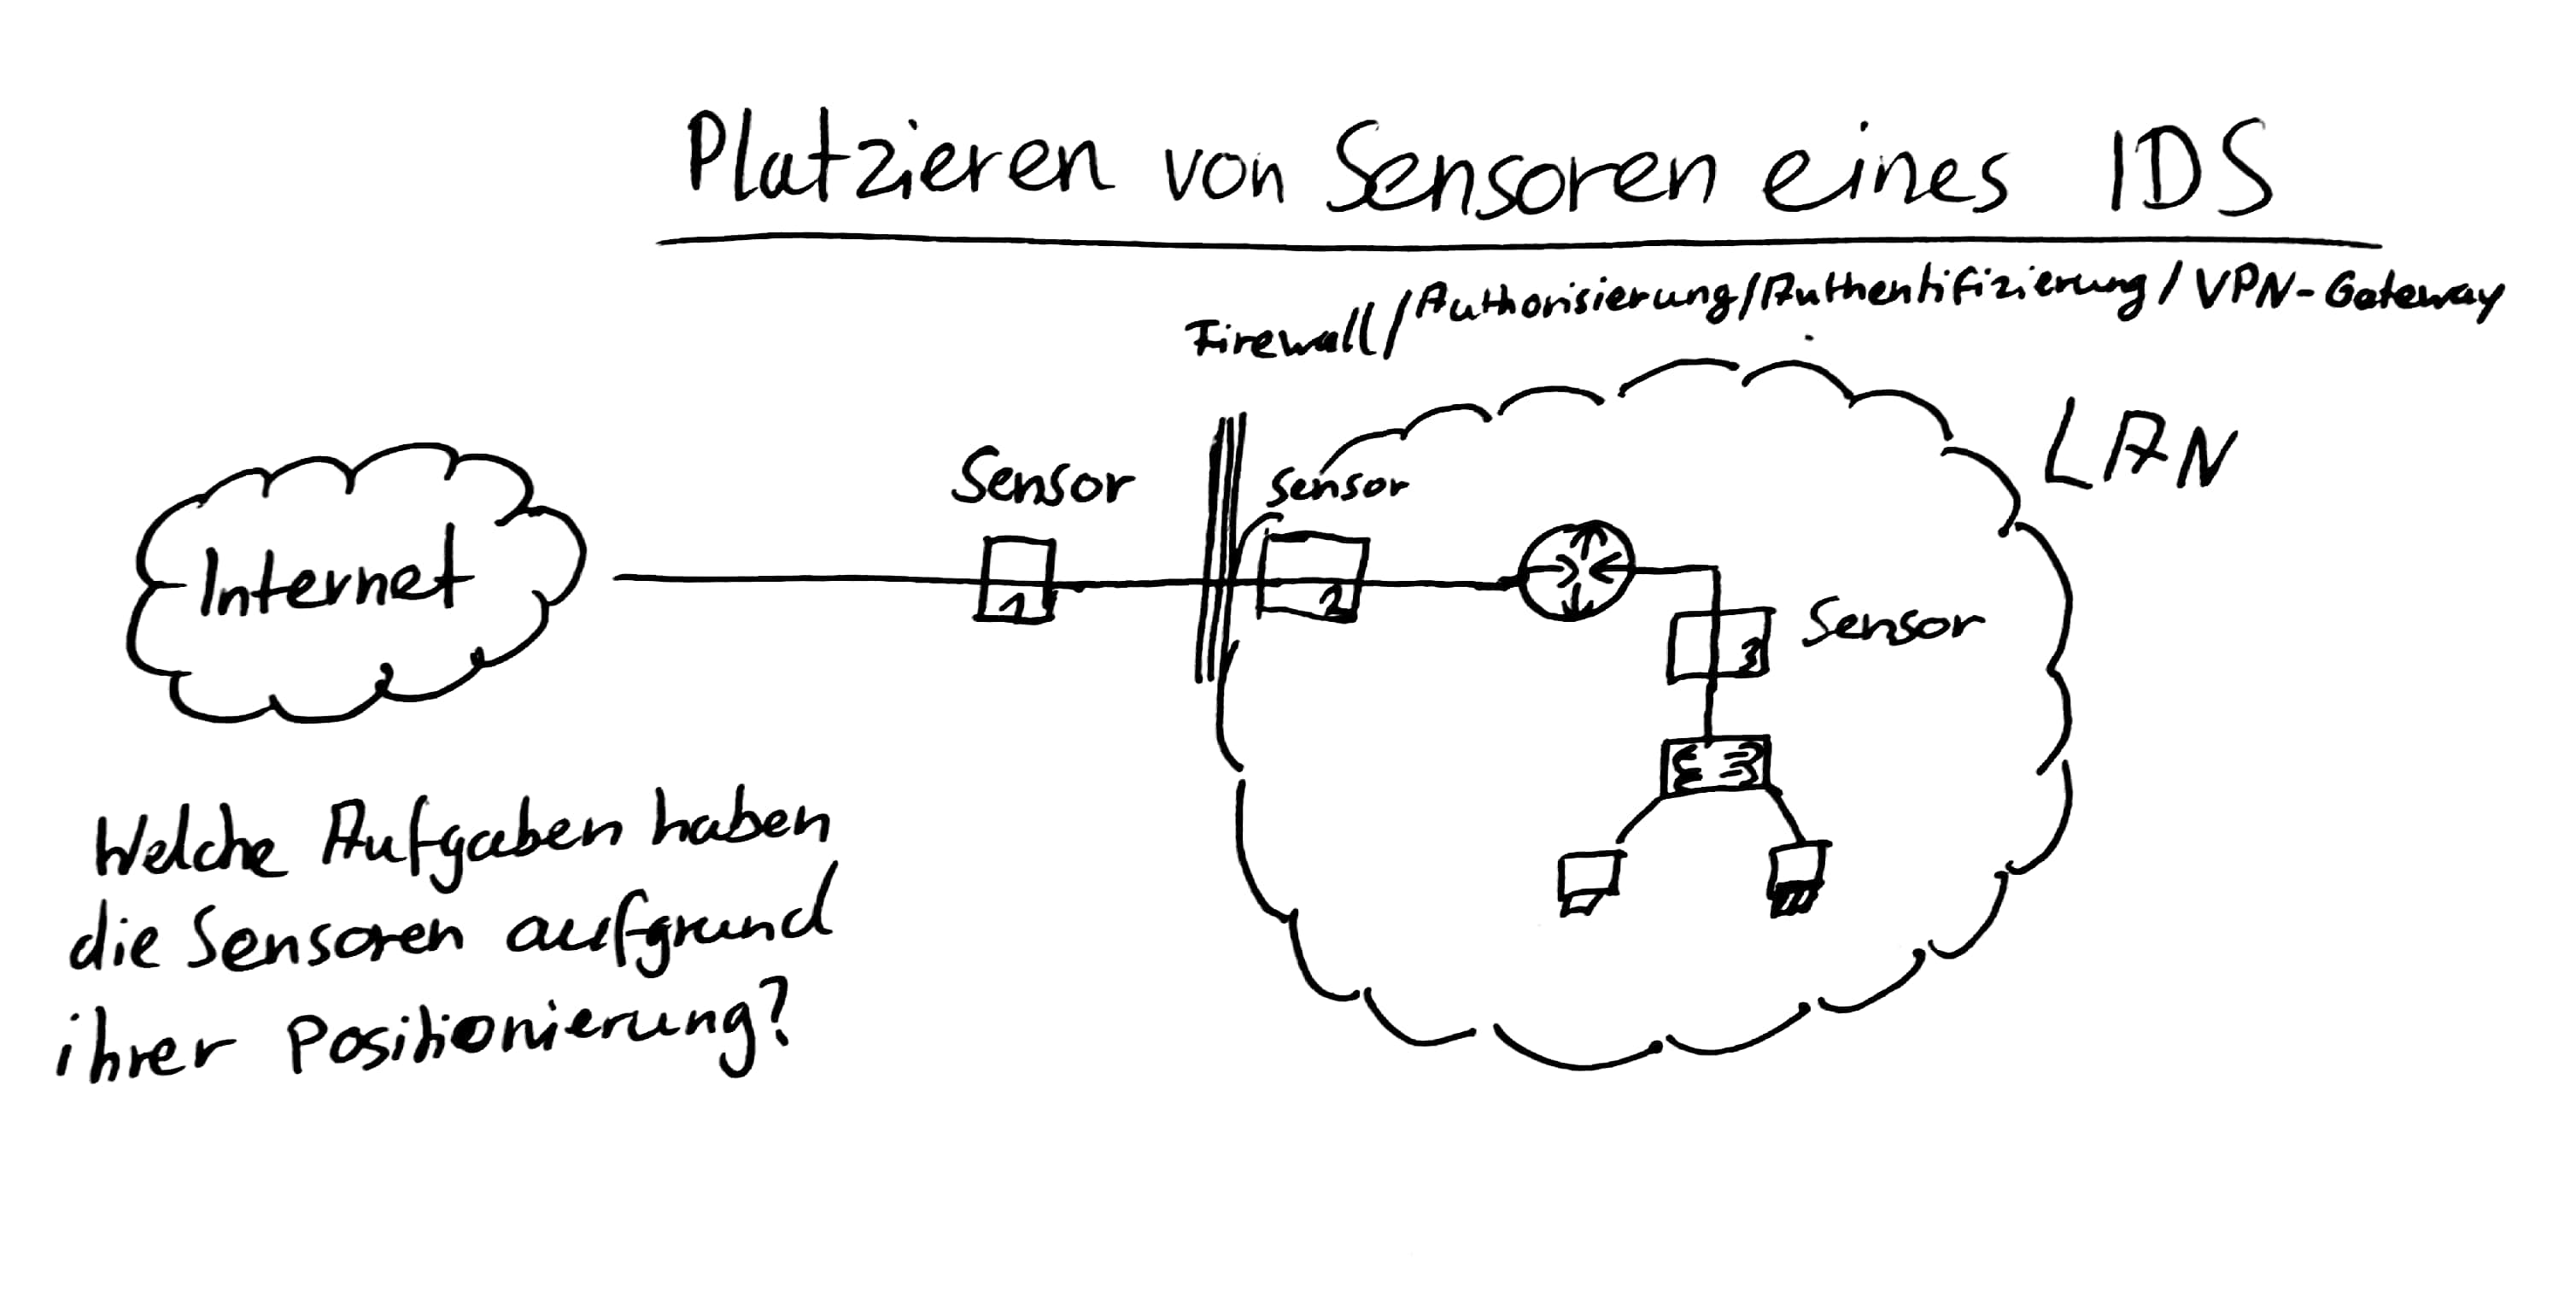 Platzieren von Sensoren eines IDS
Firewall/Authorisierung/Authentifizierung/VPN-Gateway
LAN
Sensor
Sensor
Internet
1
2
Sensor
3
Welche Aufgaben haben
die Sensoren aufgrund
ihrer Positionierung?